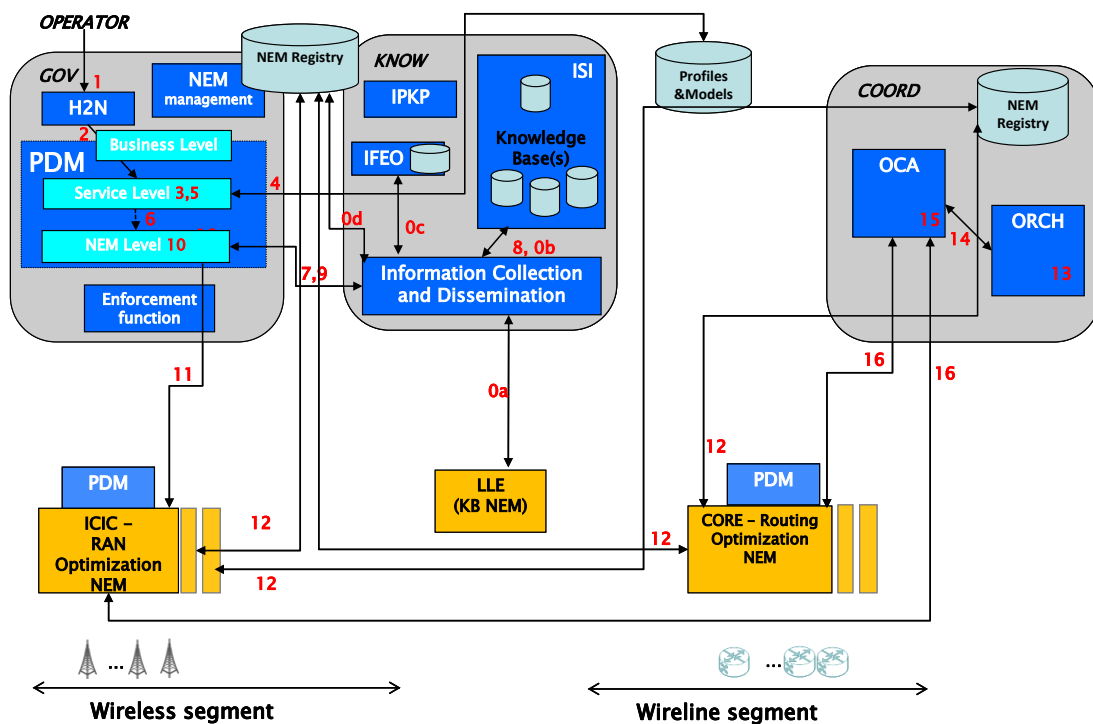 OPERATOR
GOV
1
H2N
NEM
management
2
Business Level
PDM
Service Level 3,5
6
NEM Level 10
Enforcement
function
NEM Registry
KNOW
IPKP
IFEO
ISI
Knowledge
Base(s)
4
0d
0c
8, 0b
7,9
Information Collection
and Dissemination
Profiles
&Models
COORD
NEM
Registry
OCA
15
14
ORCH
13
11
0a
16
16
12
PDM
ICIC –
RAN
Optimization
NEM
12
12
LLE
(KB NEM)
12
PDM
CORE – Routing
Optimization
NEM
...
...
Wireless segment
Wireline segment